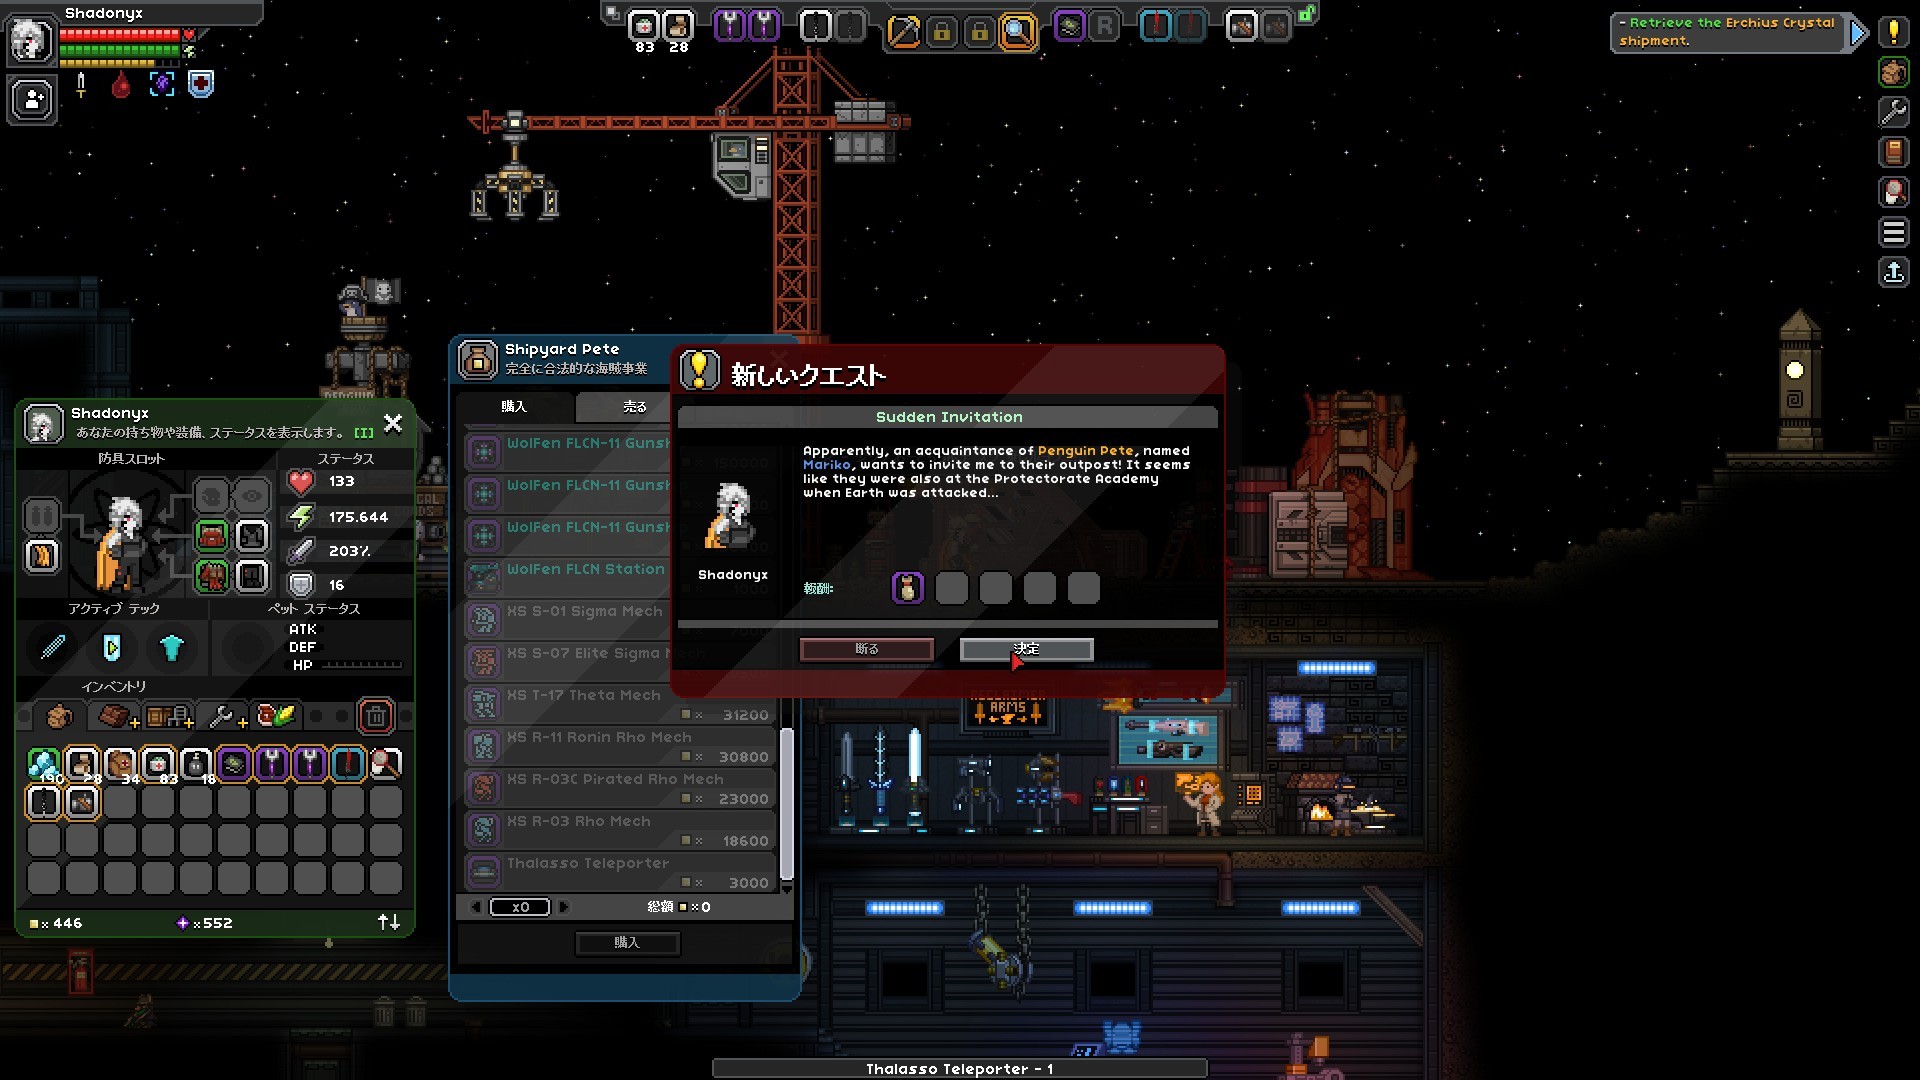 Shadonyx
83
28
R
- Retrieve the Erchius Crystal
shipment.
Shipyard Pete
完全に合法的な海賊事業
購入
売る
WolFen FLCN-11 Guns
WolFen FLCN-11 Guns
WolFen FLCN-11 Guns
WolFen FLCN Station
XS S-01 Sigma Mech
XS S-07 Elite Sigma
XS T-17 Theta Mech
x 31200
XS R-11 Ronin Rho Mech
x 30800
XS R-03C Pirated Rho Mech
x 23000
XS R-03 Rho Mech
x 18600
Thalasso Teleporter
x 3000
x0
総額 x0
購入
新しいクエスト
Sudden Invitation
Apparently, an acquaintance of Penguin Pete, named
Mariko, wants to invite me to their outpost! It seems
like they were also at the Protectorate Academy
when Earth was attacked...
Shadonyx
報酬:
断る
決定
Shadonyx
あなたの持ち物や装備、ステータスを表示します。 [I]
防具スロット
ステータス
133
175.644
203%
16
アクティブ テック
ペット ステータス
ATK
DEF
HP
インベントリ
190
28
34
83
18
x 446
x 552
ARMS
Thalasso Teleporter - 1